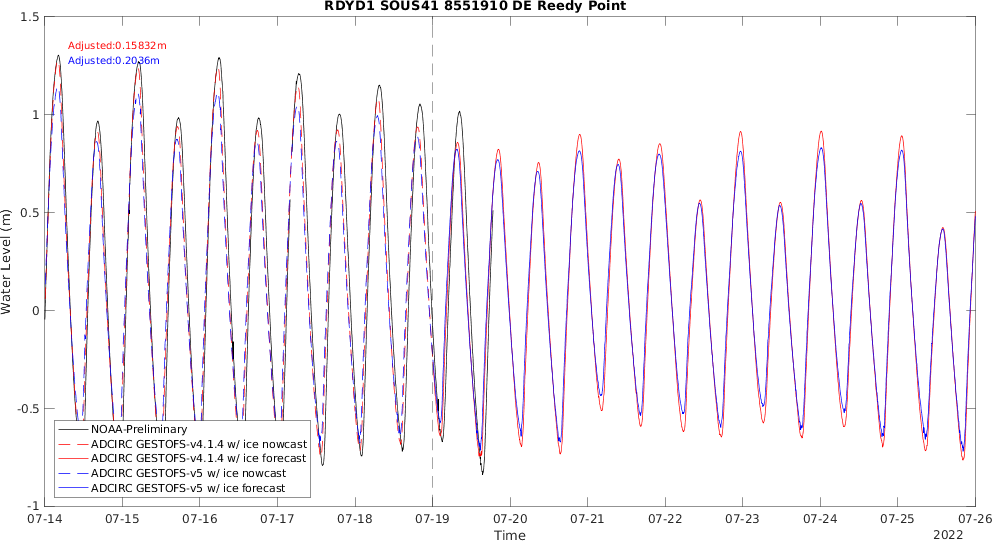 RDYD1 SOUS41 8551910 DE Reedy Point
Adjusted:0.15832m
Adjusted:0.2036m
Water Level (m)
1.5
1
0.5
0
-0.5
-1
NOAA-Preliminary
ADCIRC GESTOFS-v4.1.4 w/ ice nowcast
ADCIRC GESTOFS-v4.1.4 w/ ice forecast
ADCIRC GESTOFS-v5 w/ ice nowcast
ADCIRC GESTOFS-v5 w/ ice forecast
07-14 07-15 07-16 07-17 07-18 07-19 07-20 07-21 07-22 07-23 07-24 07-25 07-26
Time
2022